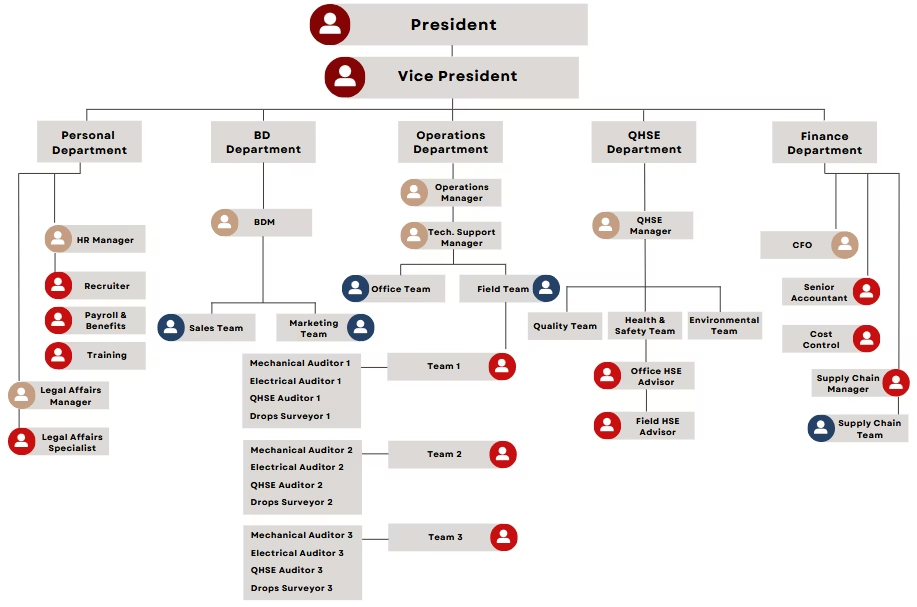 President
Vice President
Personal
Department
BD
Department
Operations
Department
QHSE
Department
Finance
Department
HR Manager
Recruiter
Payroll &
Benefits
Training
Legal Affairs
Manager
Legal Affairs
Specialist
BDM
Sales Team
Marketing
Team
Operations
Manager
Tech. Support
Manager
Office Team
Field Team
Team 1
Mechanical Auditor 1
Electrical Auditor 1
QHSE Auditor 1
Drops Surveyor 1
Team 2
Mechanical Auditor 2
Electrical Auditor 2
QHSE Auditor 2
Drops Surveyor 2
Team 3
Mechanical Auditor 3
Electrical Auditor 3
QHSE Auditor 3
Drops Surveyor 3
QHSE
Manager
Quality Team
Health &
Safety Team
Environmental
Team
Office HSE
Advisor
Field HSE
Advisor
CFO
Senior
Accountant
Cost
Control
Supply Chain
Manager
Supply Chain
Team